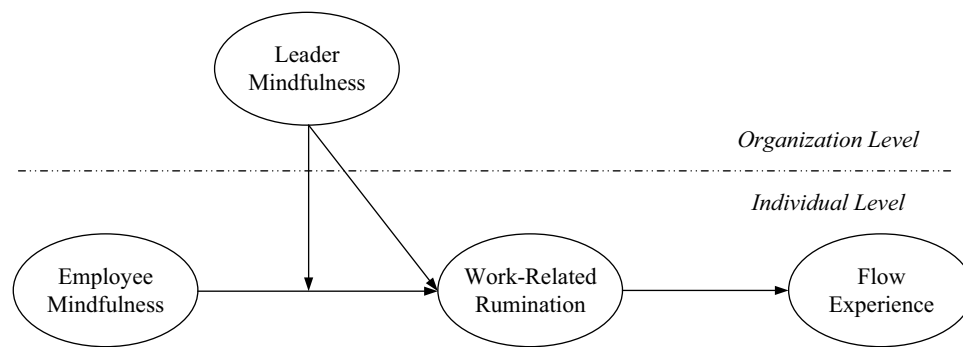 Leader
Mindfulness
Organization Level
Individual Level
Employee
Mindfulness
Work-Related
Rumination
Flow
Experience